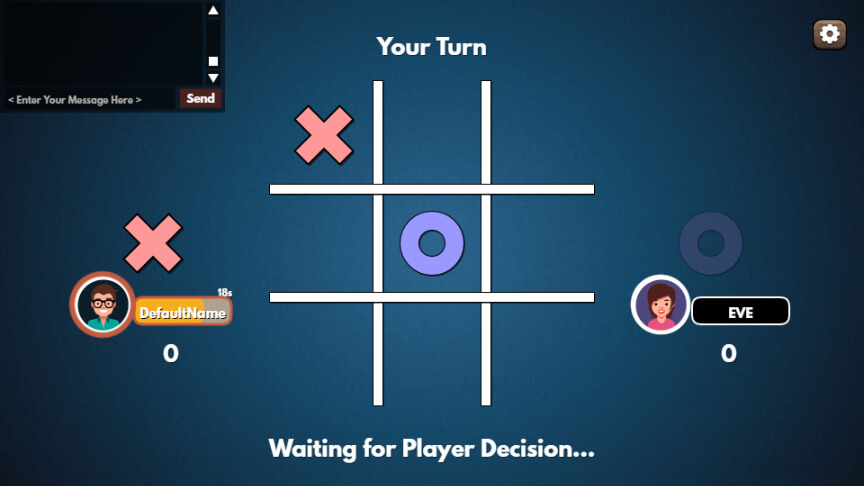 Your Turn
< Enter Your Message Here >
Send
18s
DefaultName
0
EVE
0
Waiting for Player Decision...